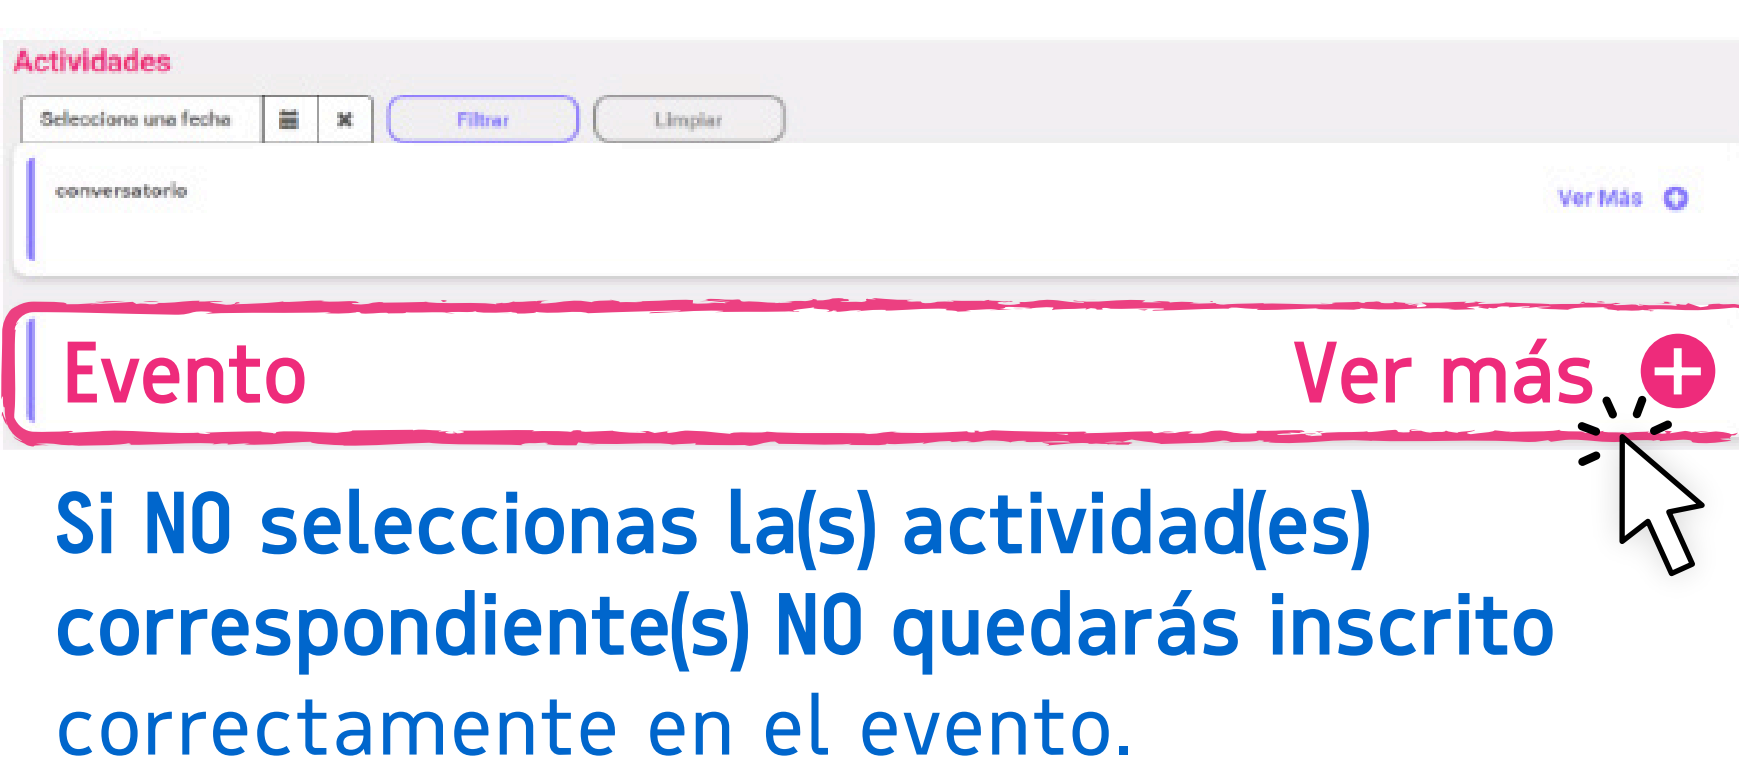 Actividades
Selecciona una fecha Filtrar Limpiar
conversatorio Ver Más
Evento Ver más
Si NO seleccionas la(s) actividad(es)
correspondiente(s) NO quedarás inscrito
correctamente en el evento.